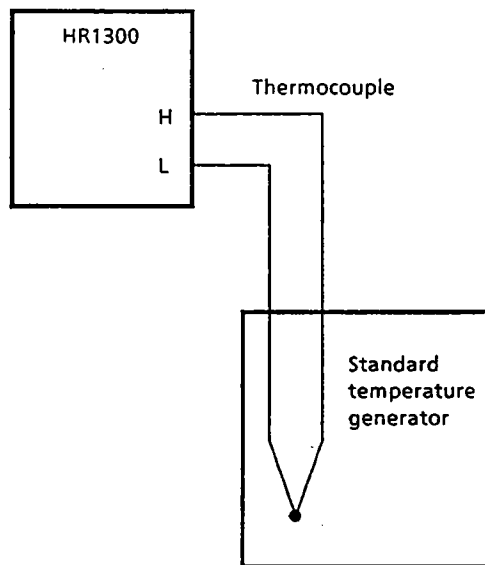 HR1300
Thermocouple
H
L
Standard
temperature
generator